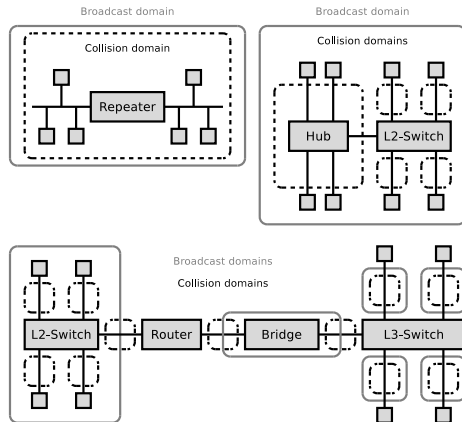 Broadcast domain
Broadcast domain
Collision domain
Collision domains
Repeater
Hub
L2-Switch
Broadcast domains
Collision domains
L2-Switch
Router
Bridge
L3-Switch